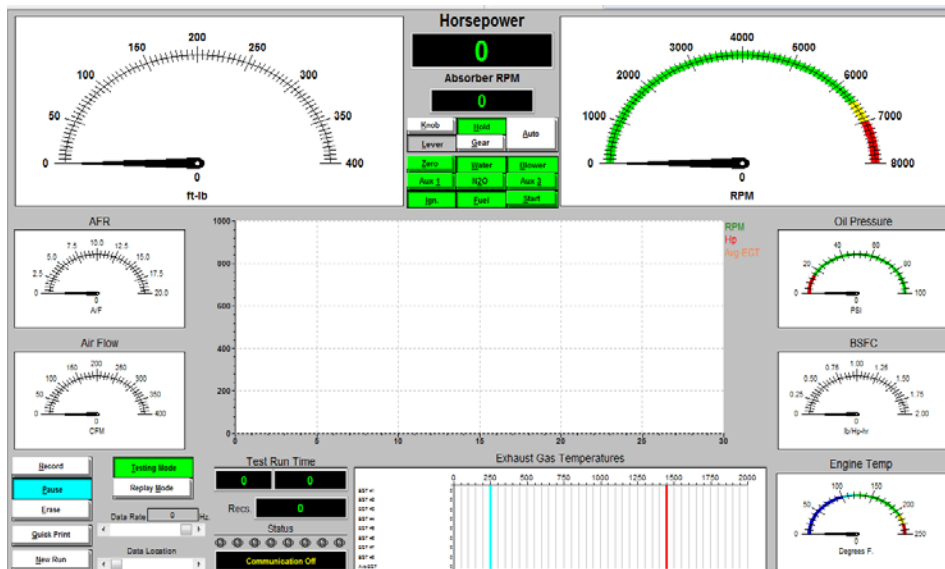 Horsepower
0
Absorber RPM
0
Knob Hold Auto
Lever Gear
Zero Water Blower
Aux 1 N2O Aux 3
Ign. Fuel Start
0 50 100 150 200 250 300 350 400
0
ft-lb
0 1000 2000 3000 4000 5000 6000 7000 8000
0
RPM
AFR
0 2.5 5.0 7.5 10.0 12.5 15.0 17.5 20.0
0
A/F
Air Flow
0 50 100 150 200 250 300 350 400
0
CFM
1000
800
600
400
200
0
0 5 10 15 20 25 30
RPM
Hp
Avg EGT
Oil Pressure
0 20 40 60 80 100
0
PSI
BSFC
0 0.25 0.50 0.75 1.00 1.25 1.50 1.75 2.00
0
lb/Hp-hr
Record
Pause
Erase
Quick Print
New Run
Testing Mode
Replay Mode
Data Rate 0 Hz.
Data Location
Test Run Time
0 0
Recs. 0
Status
Communication Off
Exhaust Gas Temperatures
0 250 500 750 1000 1250 1500 1750 2000
Engine Temp
0 50 100 150 200 250
0
Degrees F.